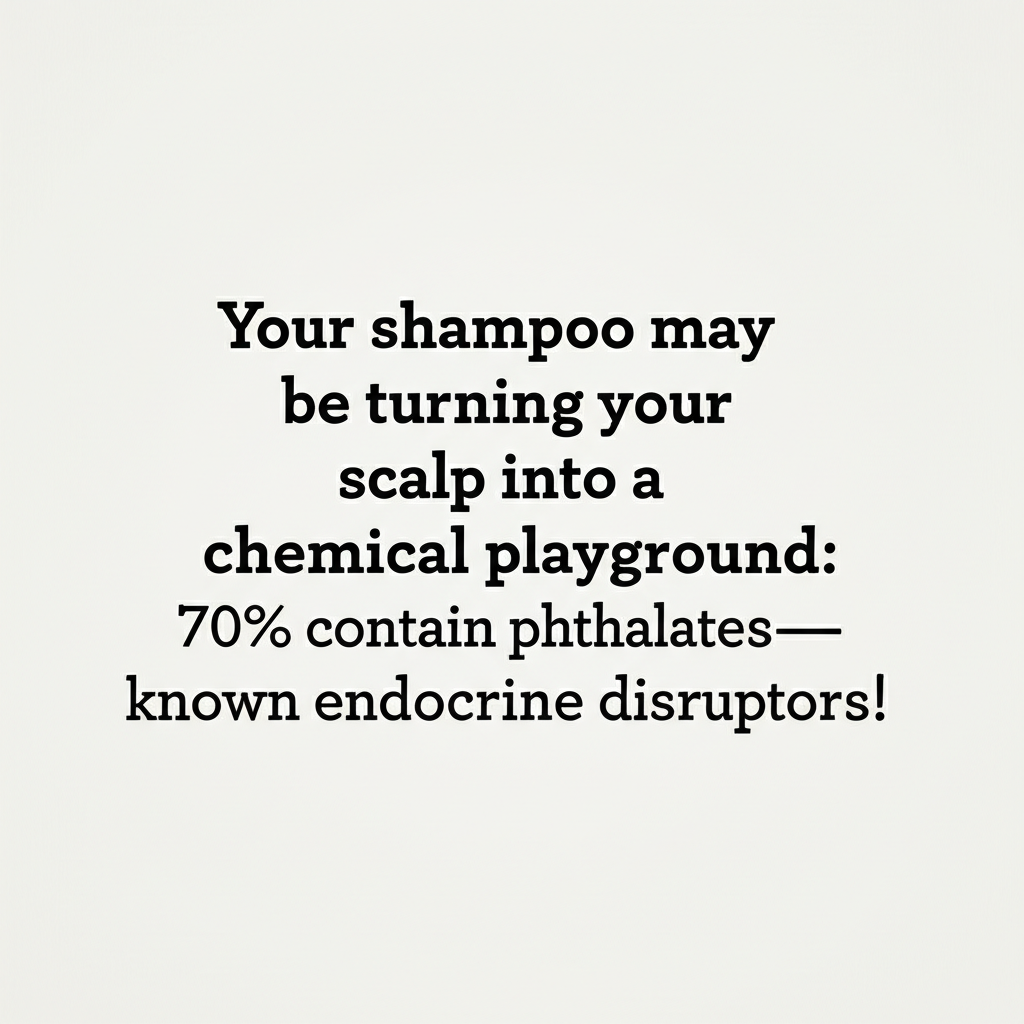 Your shampoo may
be turning your
scalp into a
chemical playground:
70% contain phthalates—
known endocrine disruptors!